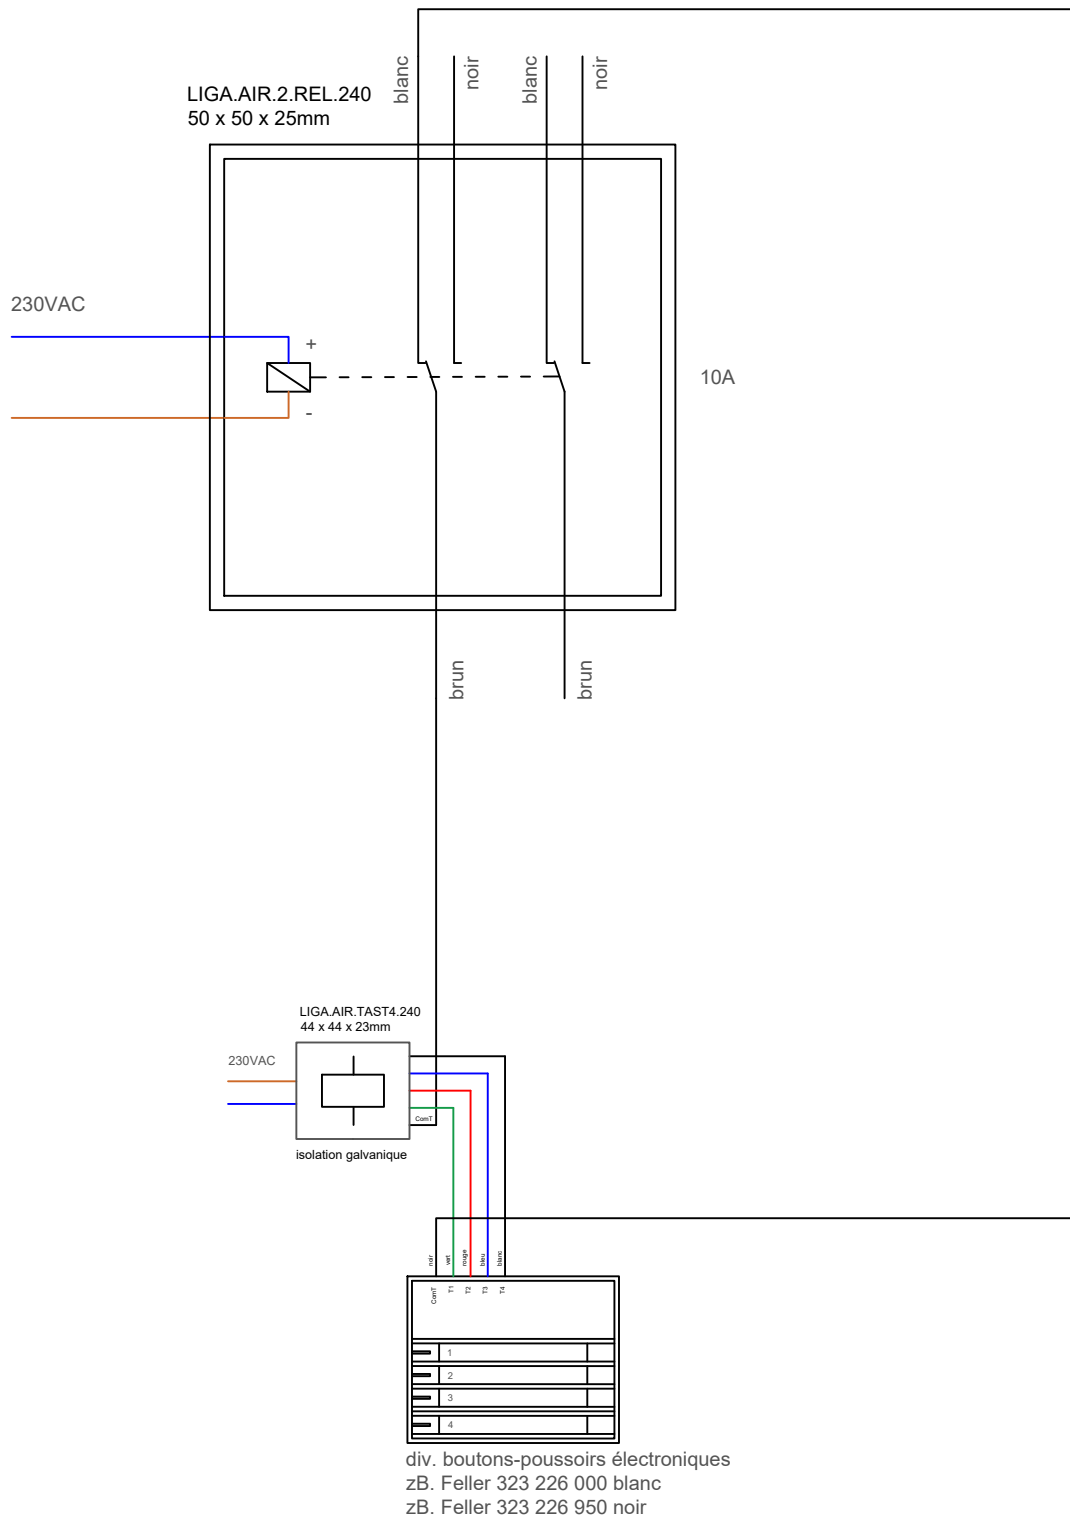 blanc
noir
blanc
noir
LIGA.AIR.2.REL.240
50 x 50 x 25mm
230VAC
+
-
10A
brun
brun
LIGA.AIR.TAST4.240
44 x 44 x 23mm
230VAC
ComT
isolation galvanique
noir
vert
rouge
bleu
blanc
ComT
T1
T2
T3
T4
1
2
3
4
div. boutons-poussoirs électroniques
zB. Feller 323 226 000 blanc
zB. Feller 323 226 950 noir